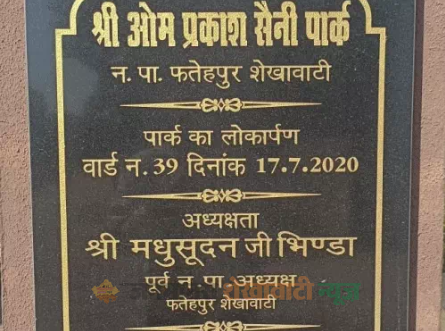 श्री ओम प्रकाश सैनी पार्क
न. पा. फतेहपुर शेखावाटी
पार्क का लोकार्पण
वार्ड न. 39 दिनांक 17.7.2020
अध्यक्षता
श्री मधुसूदन जी भिण्डा
पूर्व न. पा. अध्यक्ष
शेखावाटी न्यूज़
फतेहपुर शेखावाटी